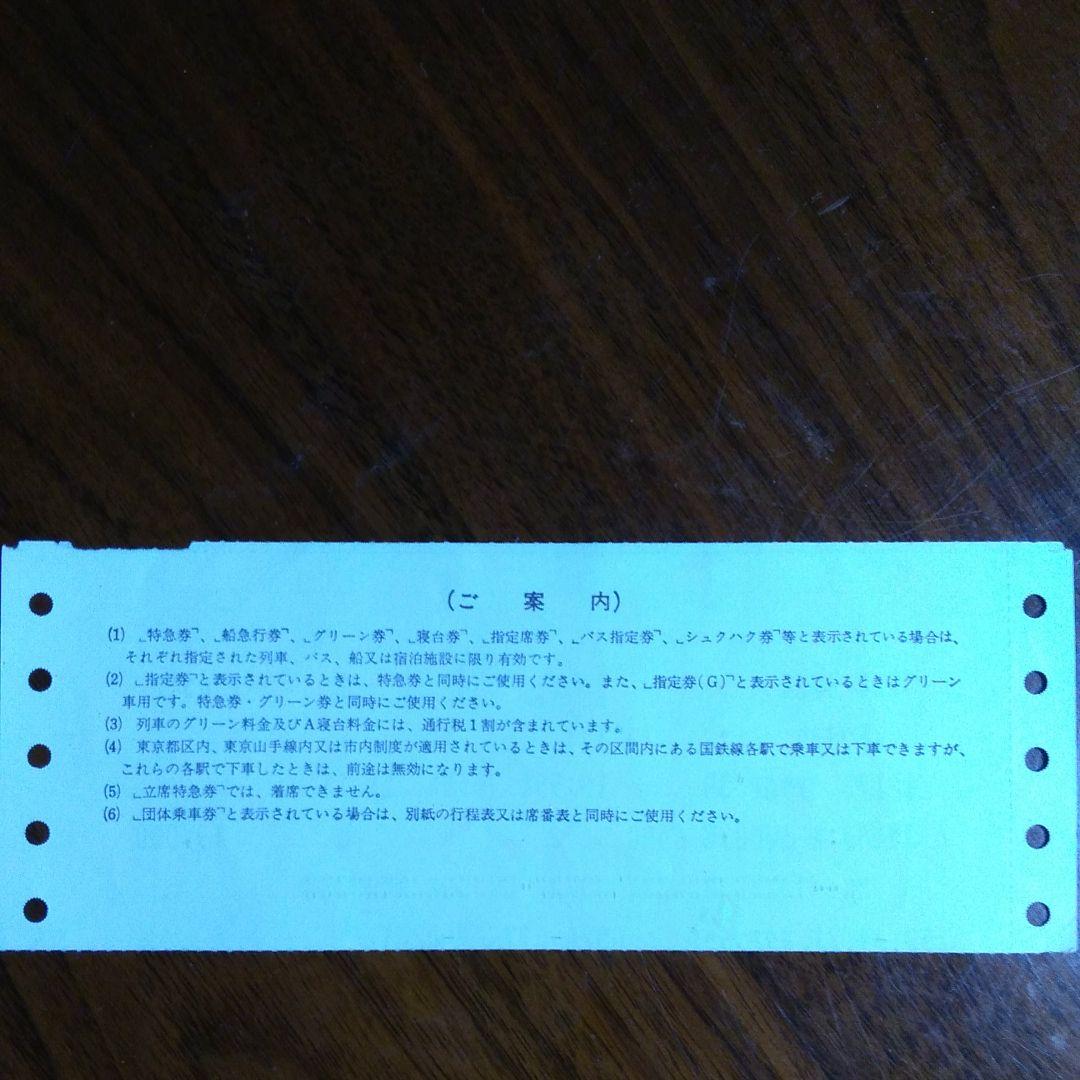 (ご案内)
(1) ｢特急券｣、｢船急行券｣、｢グリーン券｣、｢寝台券｣、｢指定席券｣、｢バス指定券｣、｢シュクハク券｣等と表示されている場合は、
それぞれ指定された列車、バス、船又は宿泊施設に限り有効です。
(2) ｢指定券｣と表示されているときは、特急券と同時にご使用ください。また、｢指定券(G)｣と表示されているときはグリーン
車用です。特急券・グリーン券と同時にご使用ください。
(3) 列車のグリーン料金及びA寝台料金には、通行税1割が含まれています。
(4) 東京都区内、東京山手線内又は市内制度が適用されているときは、その区間内にある国鉄線各駅で乗車又は下車できますが、
これらの各駅で下車したときは、前途は無効になります。
(5) ｢立席特急券｣では、着席できません。
(6) ｢団体乗車券｣と表示されている場合は、別紙の行程表又は席番表と同時にご使用ください。